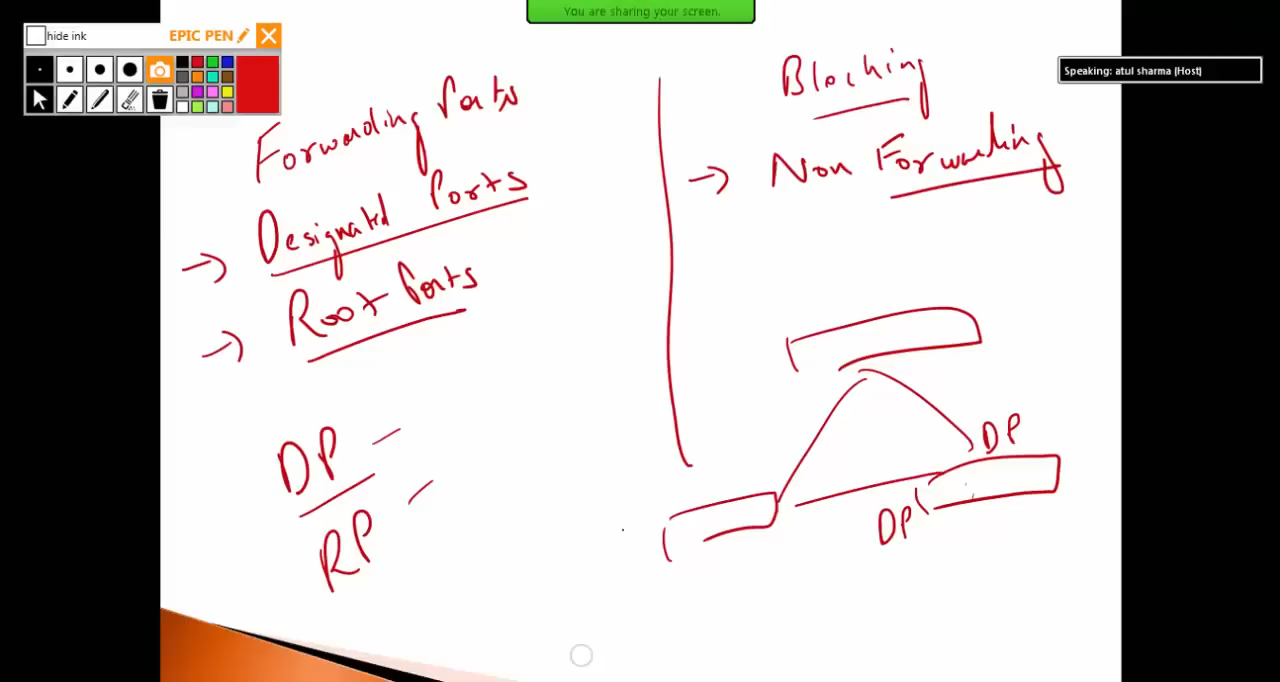 You are sharing your screen.
hide ink
EPIC PEN
Speaking: atul sharma [Host]
Forwarding Ports
→ Designated Ports
→ Root Ports
DP -
RP -
Blocking
→ Non Forwarding
DP
DP